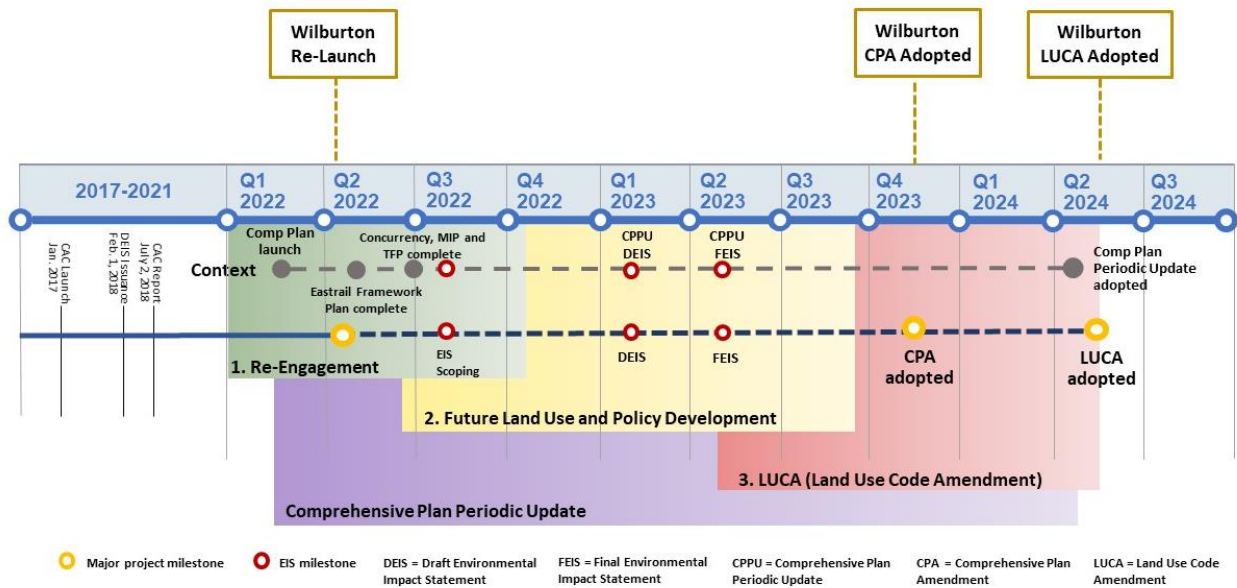 Wilburton
Re-Launch
Wilburton
CPA Adopted
Wilburton
LUCA Adopted
2017-2021
Q1
2022
Q2
2022
Q3
2022
Q4
2022
Q1
2023
Q2
2023
Q3
2023
Q4
2023
Q1
2024
Q2
2024
Q3
2024
CAC Launch
Jan. 2017
DEIS Issuance
Feb. 1, 2018
CAC Report
July 2, 2018
Comp Plan
launch
Concurrency, MIP and
TFP complete
CPPU
DEIS
CPPU
FEIS
Context
Comp Plan
Periodic Update
adopted
Eastrail Framework
Plan complete
EIS
Scoping
DEIS
FEIS
CPA
adopted
LUCA
adopted
1. Re-Engagement
2. Future Land Use and Policy Development
3. LUCA (Land Use Code Amendment)
Comprehensive Plan Periodic Update
Major project milestone
EIS milestone
DEIS = Draft Environmental
Impact Statement
FEIS = Final Environmental
Impact Statement
CPPU = Comprehensive Plan
Periodic Update
CPA = Comprehensive Plan
Amendment
LUCA = Land Use Code
Amendment